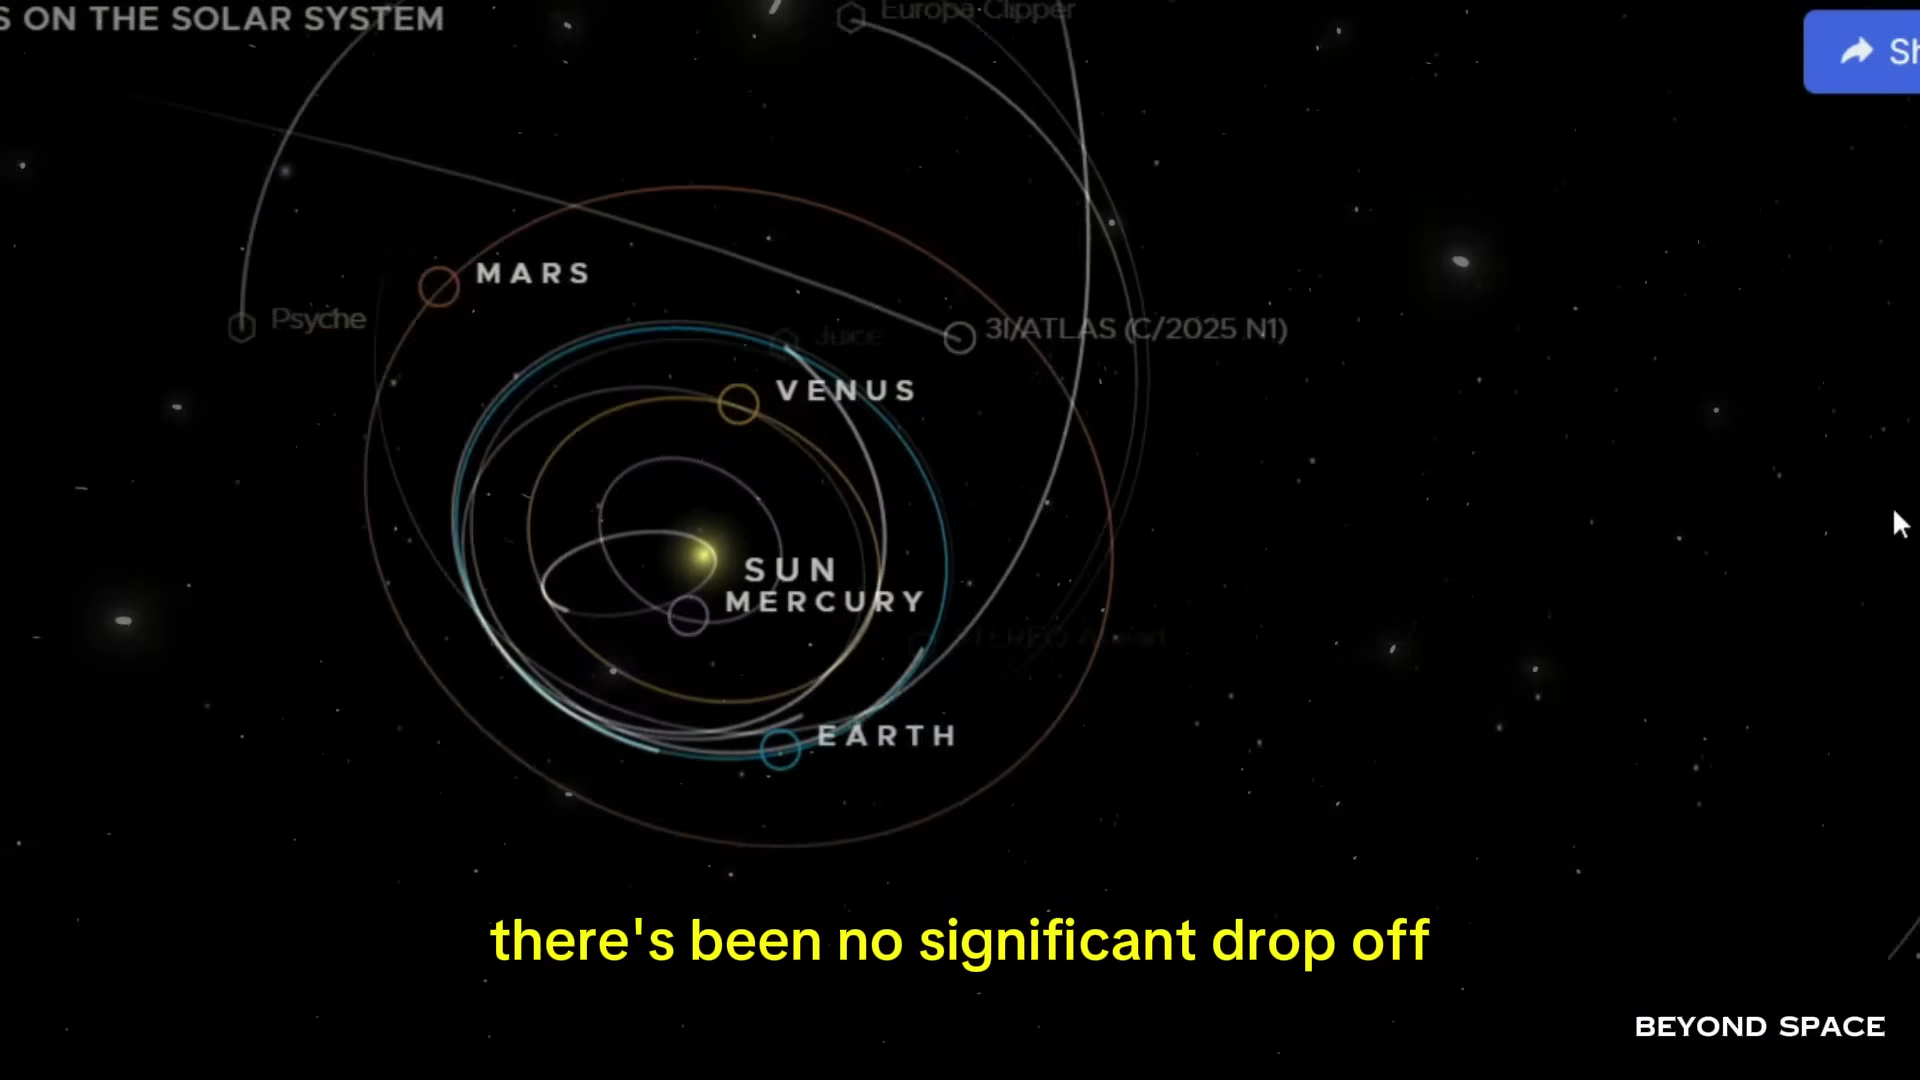 S ON THE SOLAR SYSTEM
Europa Clipper
Sh
MARS
Psyche
Juice
3I/ATLAS (C/2025 N1)
VENUS
SUN
MERCURY
EARTH
there's been no significant drop off
BEYOND SPACE